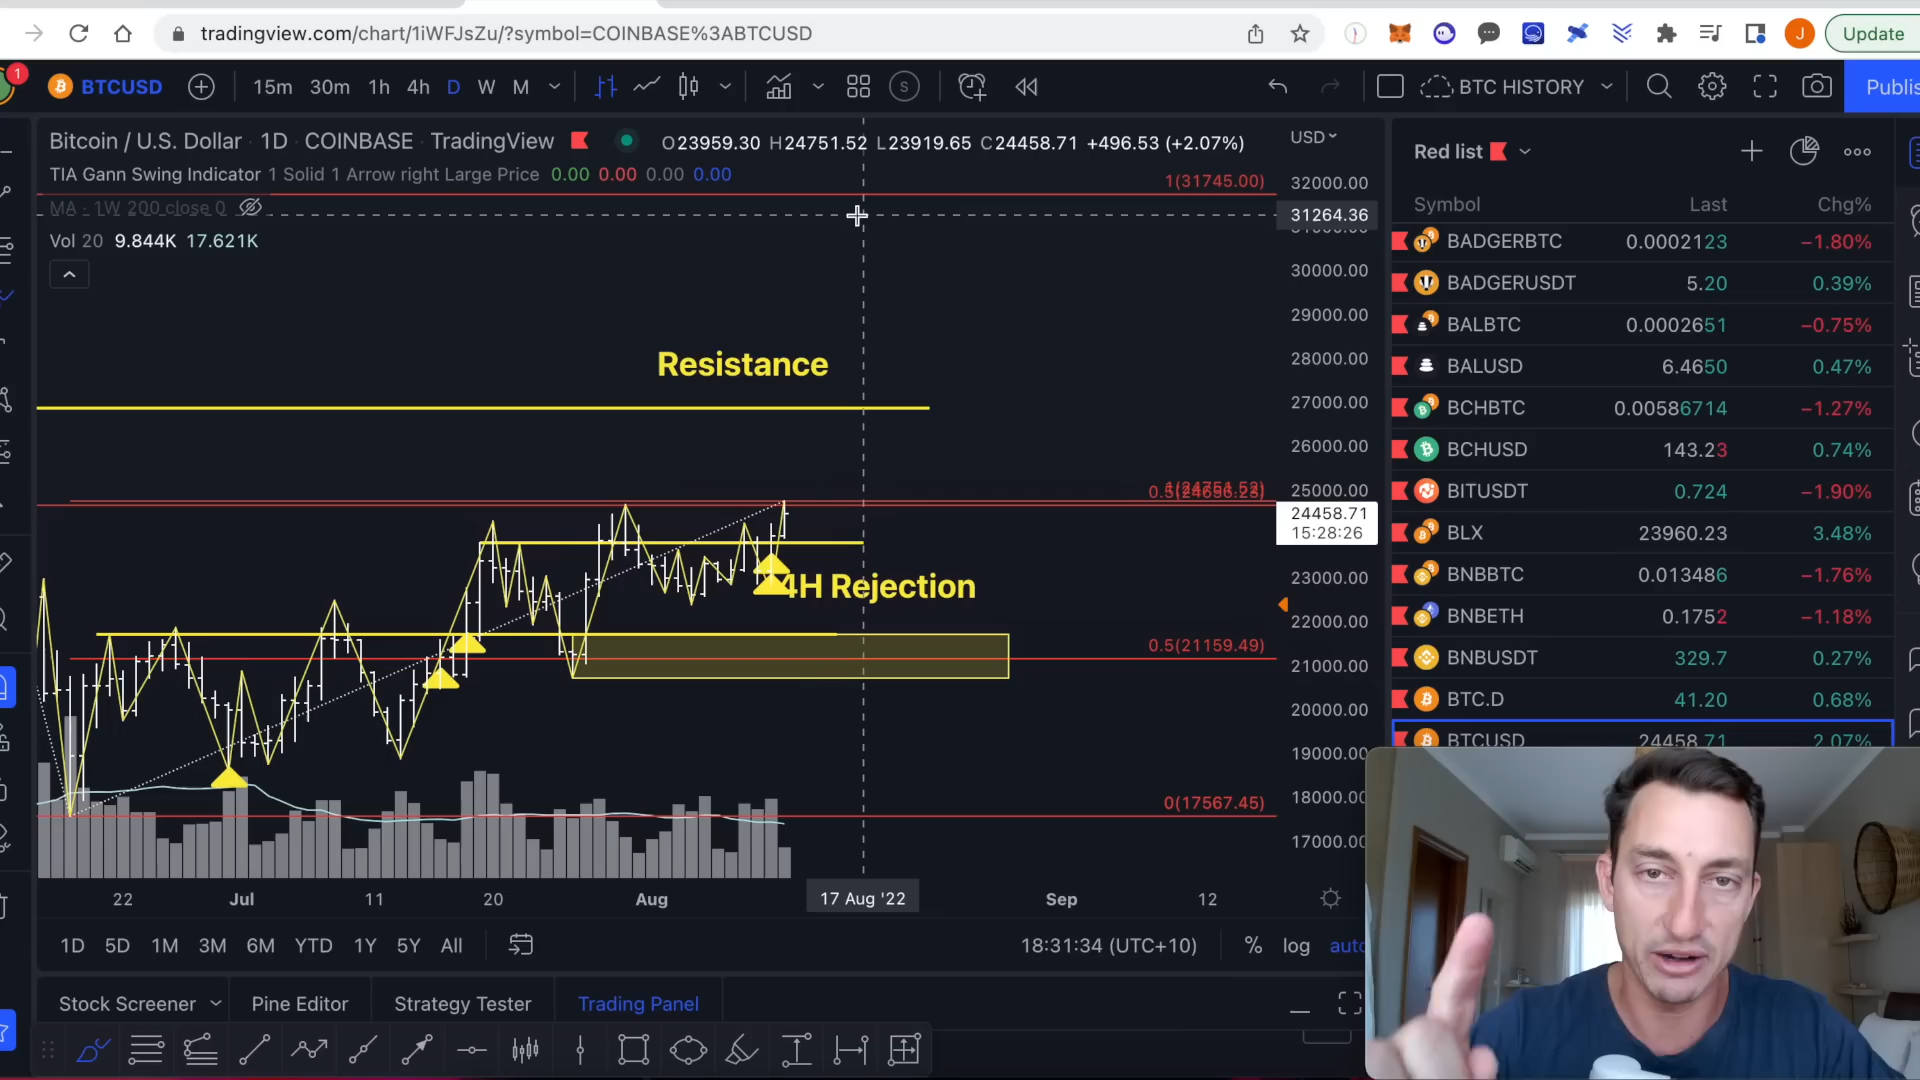 tradingview.com/chart/1iWFJsZu/?symbol=COINBASE%3ABTCUSD
J
Update
1
BTCUSD
15m 30m 1h 4h D W M
S
BTC HISTORY
Publis
Bitcoin / U.S. Dollar · 1D · COINBASE · TradingView
O23959.30 H24751.52 L23919.65 C24458.71 +496.53 (+2.07%)
USD
TIA Gann Swing Indicator 1 Solid 1 Arrow right Large Price 0.00 0.00 0.00 0.00
MA - 1W 200 close 0
Vol 20 9.844K 17.621K
1(31745.00)
Resistance
0.5(24656.23)
4H Rejection
0.5(21159.49)
0(17567.45)
32000.00
31264.36
30000.00
29000.00
28000.00
27000.00
26000.00
25000.00
24458.71
15:28:26
23000.00
22000.00
21000.00
20000.00
19000.00
18000.00
17000.00
22 Jul 11 20 Aug 17 Aug '22 Sep 12
1D 5D 1M 3M 6M YTD 1Y 5Y All
18:31:34 (UTC+10) % log auto
Stock Screener Pine Editor Strategy Tester Trading Panel
Red list
Symbol Last Chg%
BADGERBTC 0.0002123 −1.80%
BADGERUSDT 5.20 0.39%
BALBTC 0.0002651 −0.75%
BALUSD 6.4650 0.47%
BCHBTC 0.00586714 −1.27%
BCHUSD 143.23 0.74%
BITUSDT 0.724 −1.90%
BLX 23960.23 3.48%
BNBBTC 0.013486 −1.76%
BNBETH 0.1752 −1.18%
BNBUSDT 329.7 0.27%
BTC.D 41.20 0.68%
BTCUSD 24458.71 2.07%